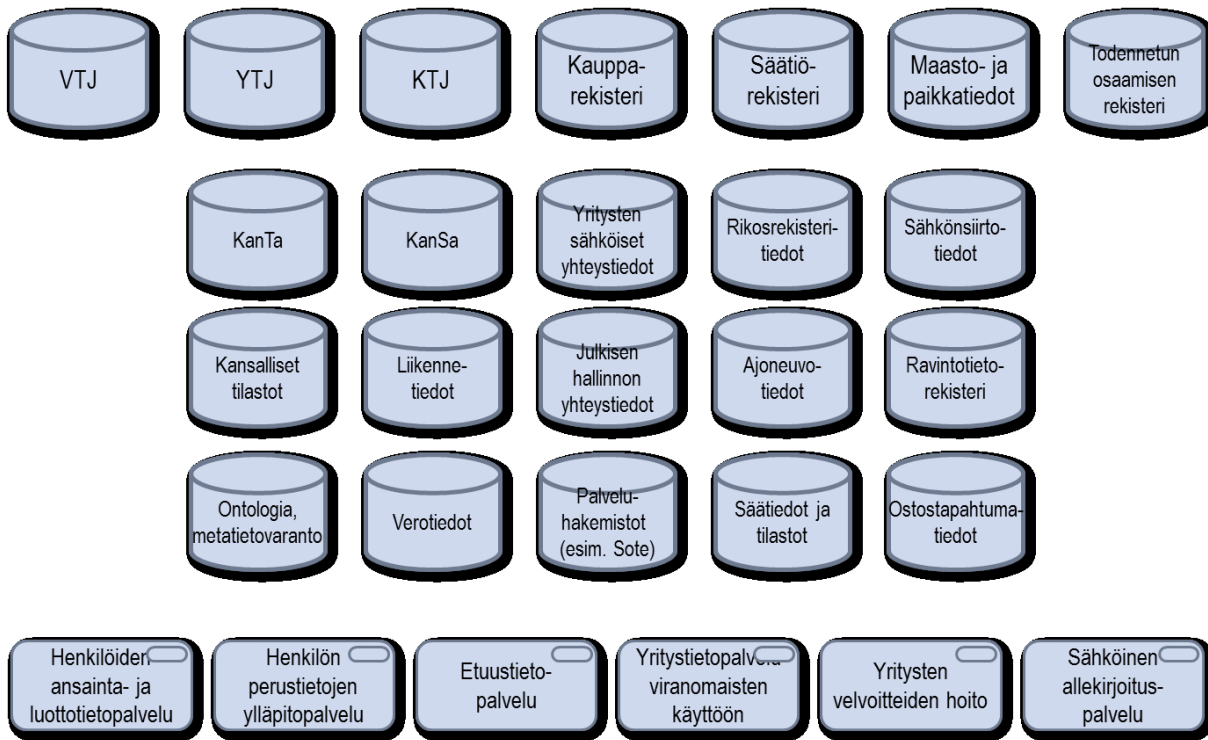 VTJ
YTJ
KTJ
Kauppa-
rekisteri
Säätiö-
rekisteri
Maasto- ja
paikkatiedot
Todennetun
osaamisen
rekisteri
KanTa
KanSa
Yritysten
sähköiset
yhteystiedot
Rikosrekisteri-
tiedot
Sähkönsiirto-
tiedot
Kansalliset
tilastot
Liikenne-
tiedot
Julkisen
hallinnon
yhteystiedot
Ajoneuvo-
tiedot
Ravintotieto-
rekisteri
Ontologia,
metatietovaranto
Verotiedot
Palvelu-
hakemistot
(esim. Sote)
Säätiedot ja
tilastot
Ostostapahtuma-
tiedot
Henkilöiden
ansainta- ja
luottotietopalvelu
Henkilön
perustietojen
ylläpitopalvelu
Etuustieto-
palvelu
Yritystietopalvelu
viranomaisten
käyttöön
Yritysten
velvoitteiden hoito
Sähköinen
allekirjoitus-
palvelu